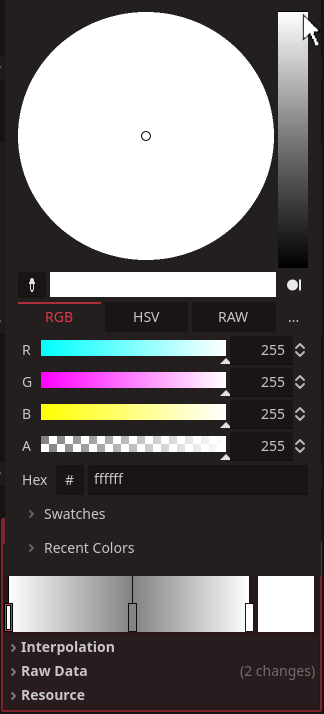 RGB HSV RAW ...
R 255
G 255
B 255
A 255
Hex # ffffff
Swatches
Recent Colors
Interpolation
Raw Data (2 changes)
Resource